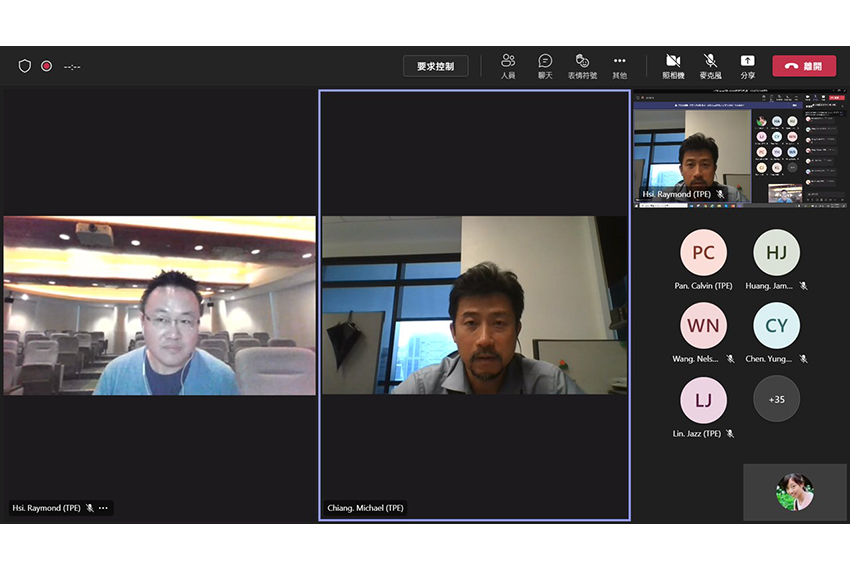 --:--
要求控制
人員
聊天
表情符號
其他
照相機
麥克風
分享
離開
Hsi. Raymond (TPE)
PC
HJ
Pan. Calvin (TPE)
Huang. Jam...
WN
CY
Wang. Nels...
Chen. Yung...
LJ
+35
Lin. Jazz (TPE)
Hsi. Raymond (TPE)
Chiang. Michael (TPE)